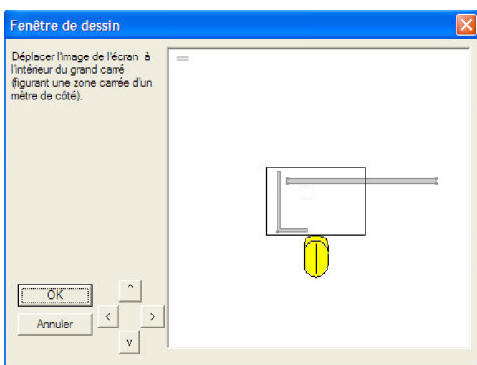 Fenêtre de dessin
Déplacer l'image de l'écran à
l'intérieur du grand carré
(figurant une zone carrée d'un
mètre de côté).
OK
^
Annuler
<
>
v